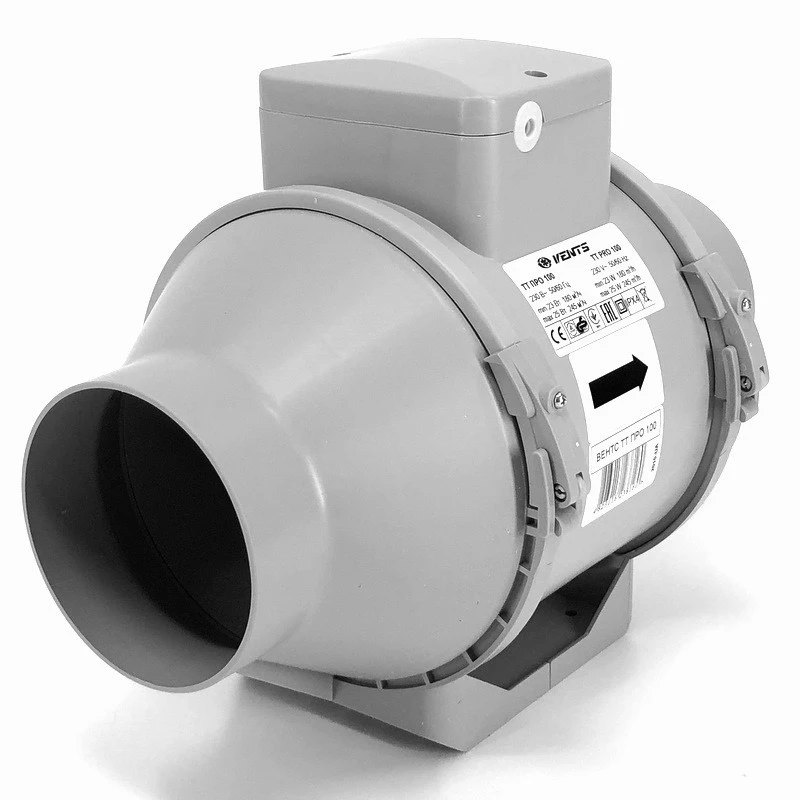 VENTS
ТТ ПРО 100
230 В~ 50/60 Гц
min 23 Вт 180 м³/ч
max 25 Вт 245 м³/ч
TT PRO 100
230 V~ 50/60 Hz
min 23 W 180 m³/h
max 25 W 245 m³/h
CE
EAC
IPX4
ВЕНТС ТТ ПРО 100